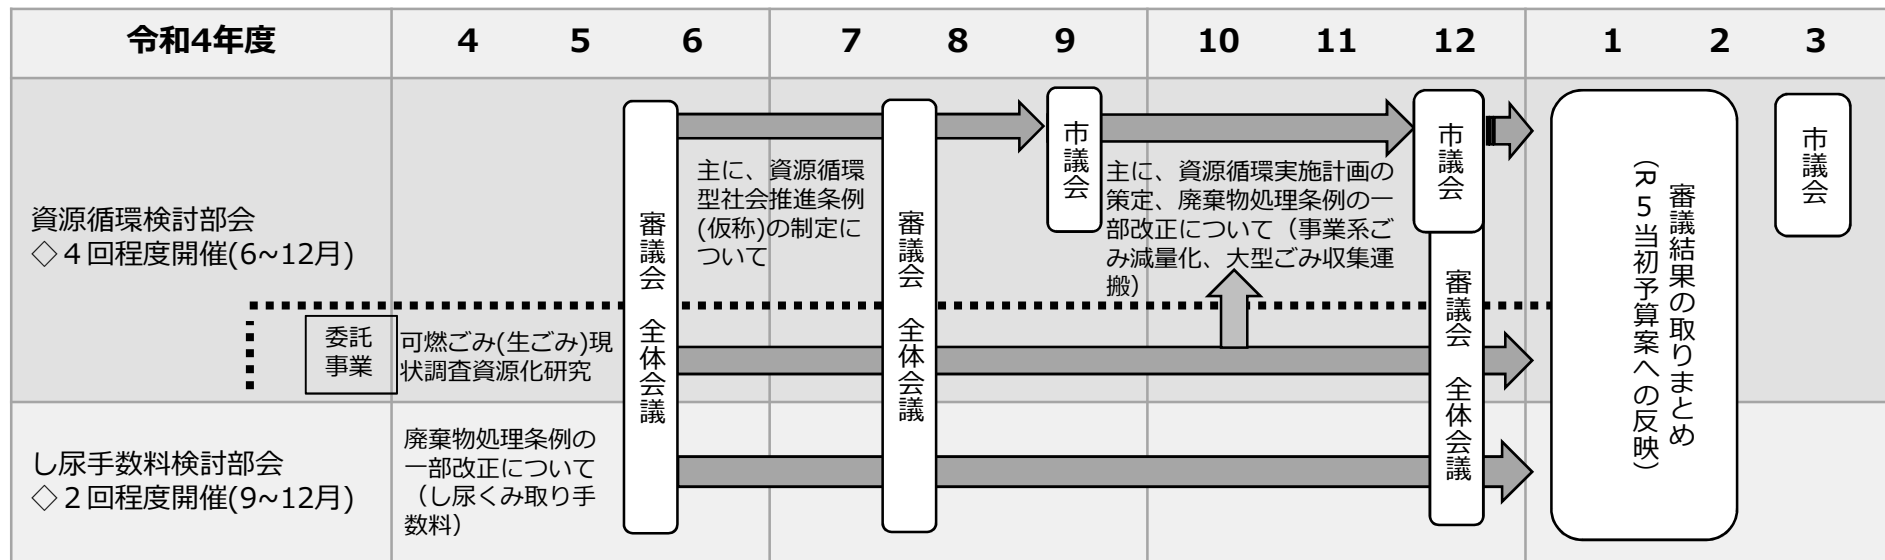 令和4年度 4 5 6 7 8 9 10 11 12 1 2 3
資源循環検討部会
◇４回程度開催(6~12月)
委託
事業
可燃ごみ(生ごみ)現
状調査資源化研究
審議会 全体会議
主に、資源循環
型社会推進条例
(仮称)の制定に
ついて
審議会 全体会議
市議会
主に、資源循環実施計画の
策定、廃棄物処理条例の一
部改正について（事業系ご
み減量化、大型ごみ収集運
搬）
市議会
審議会 全体会議
審議結果の取りまとめ
（Ｒ５当初予算案への反映）
市議会
し尿手数料検討部会
◇２回程度開催(9~12月)
廃棄物処理条例の
一部改正について
（し尿くみ取り手
数料）